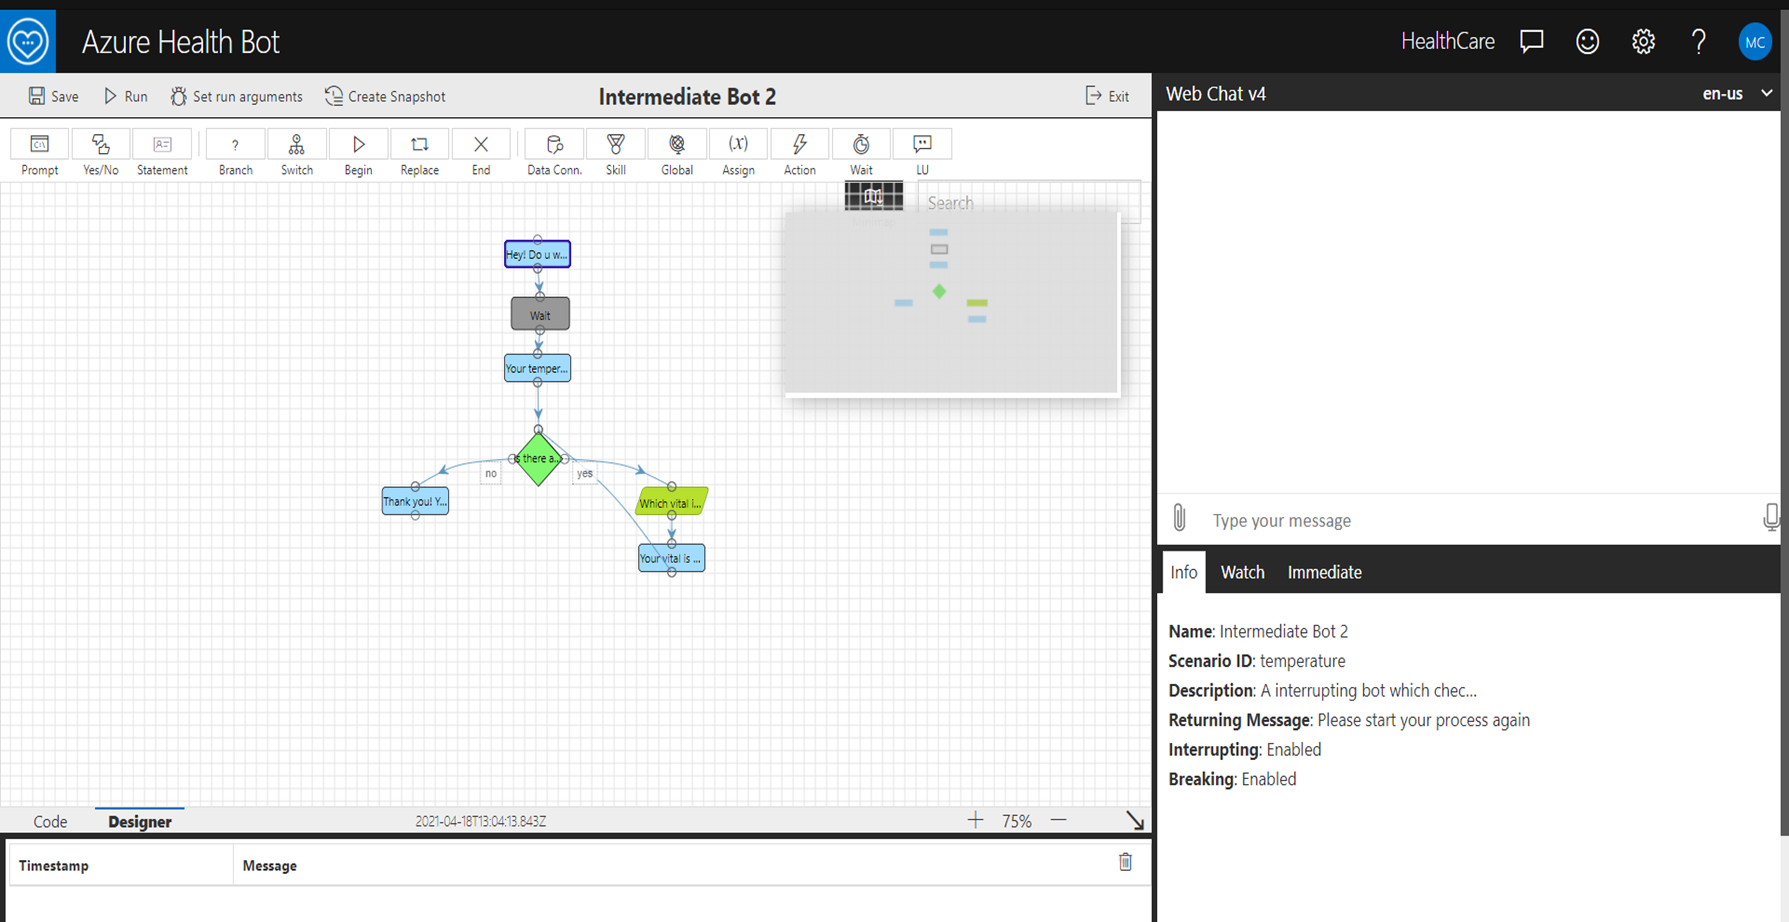 Azure Health Bot
HealthCare
MC
Save
Run
Set run arguments
Create Snapshot
Intermediate Bot 2
Exit
Web Chat v4
en-us
Prompt
Yes/No
Statement
? 
Branch
Switch
Begin
Replace
End
Data Conn.
Skill
Global
(x)
Assign
Action
Wait
LU
Search
Hey! Do u w...
Wait
Your temper...
s there a...
no
yes
Thank you! Y...
Which vital i...
Your vital is ...
Type your message
Info
Watch
Immediate
Name: Intermediate Bot 2
Scenario ID: temperature
Description: A interrupting bot which chec...
Returning Message: Please start your process again
Interrupting: Enabled
Breaking: Enabled
Code
Designer
2021-04-18T13:04:13.843Z
75%
Timestamp
Message